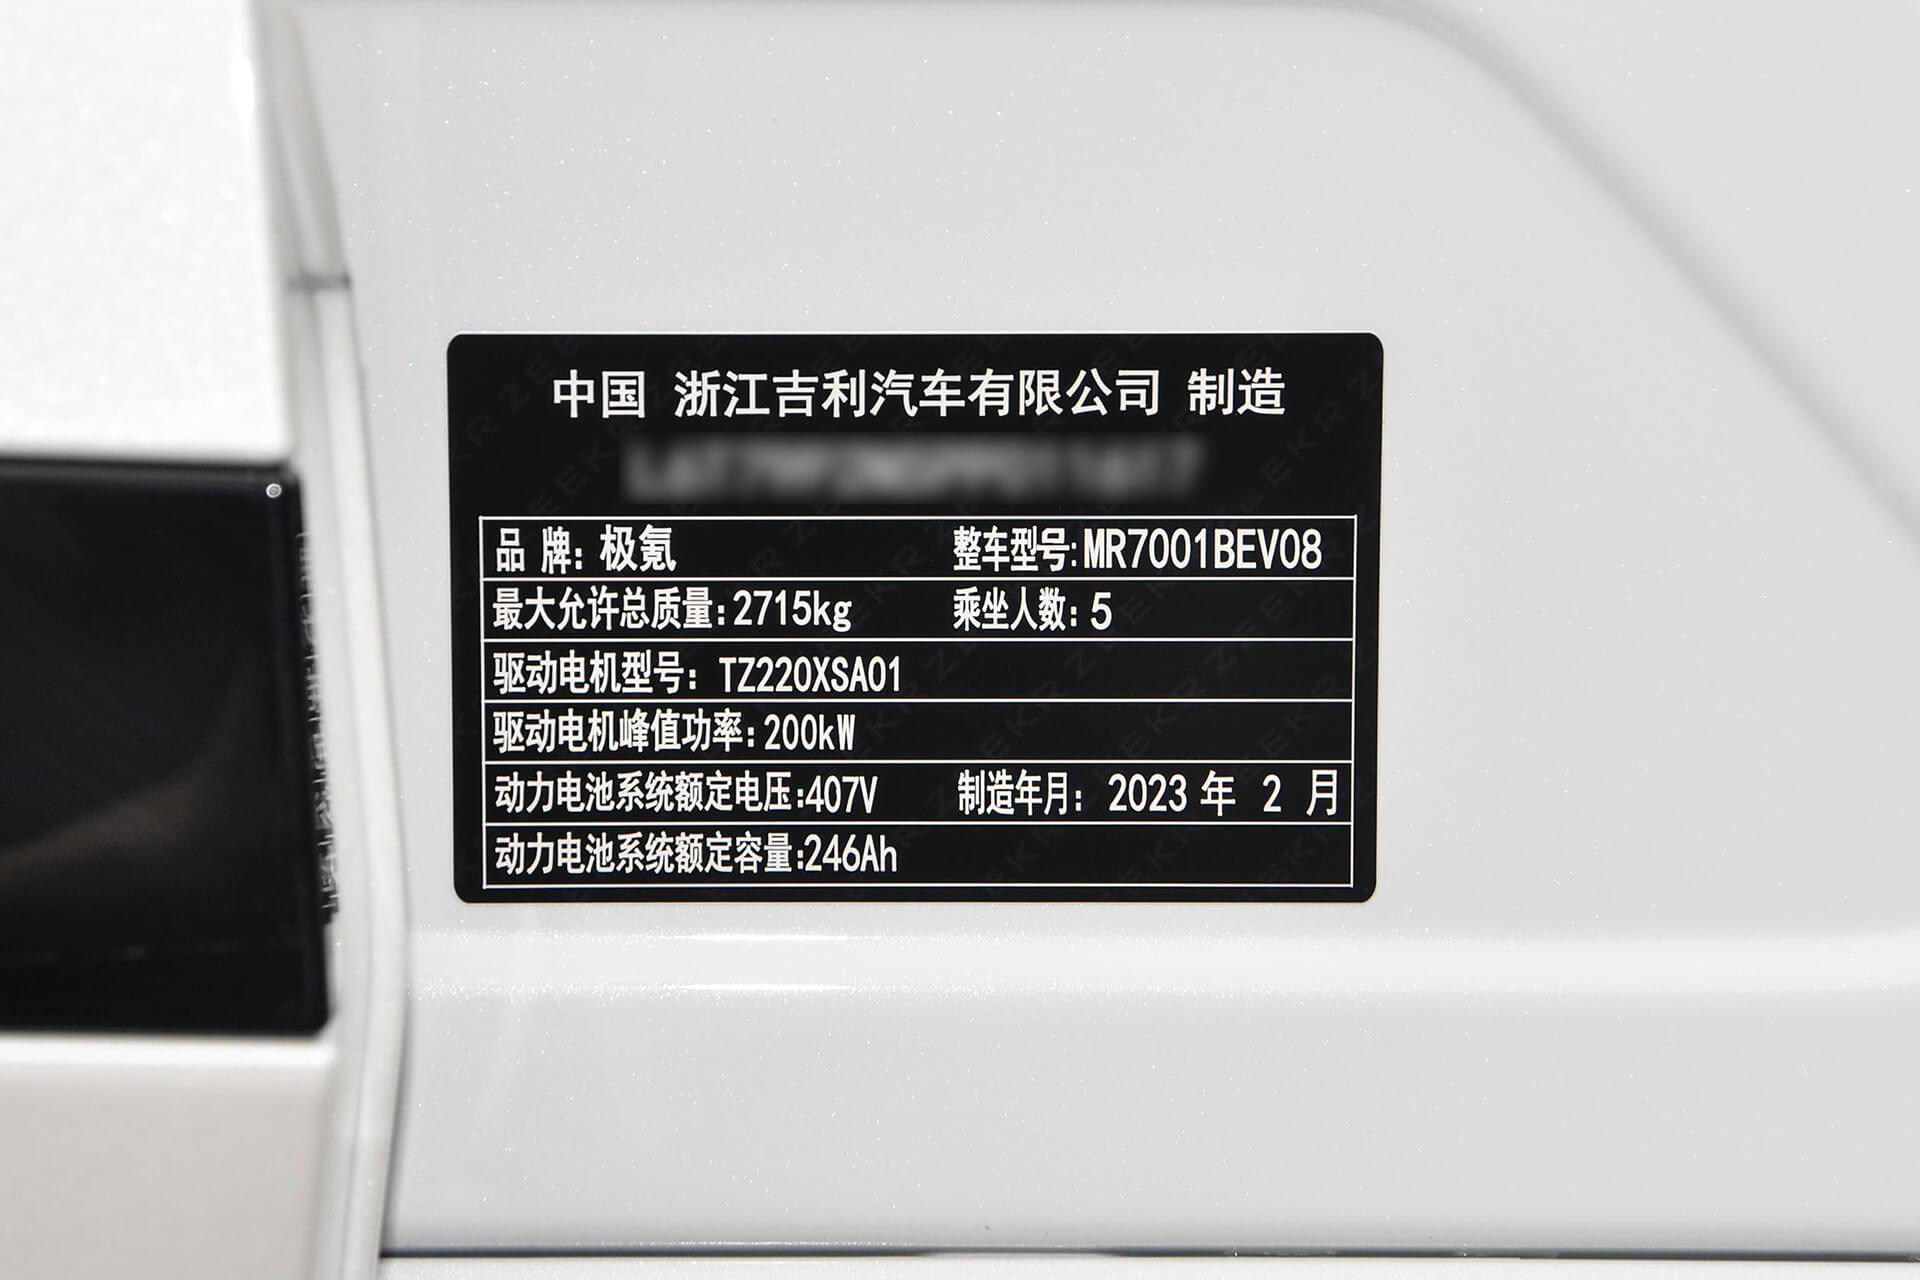 中国 浙江吉利汽车有限公司 制造
品 牌：极氪 整车型号：MR7001BEV08
最大允许总质量：2715kg 乘坐人数：5
驱动电机型号：TZ220XSA01
驱动电机峰值功率：200kW
动力电池系统额定电压：407V 制造年月：2023 年 2 月
动力电池系统额定容量：246Ah